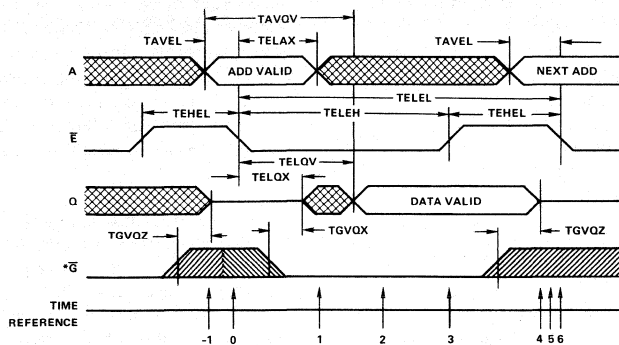 TAVQV
TAVEL
TELAX
TAVEL
A
ADD VALID
NEXT ADD
TELEL
TEHEL
TELEH
TEHEL
E
TELQV
TELQX
Q
DATA VALID
TGVQZ
TGVQX
TGVQZ
*G
TIME
REFERENCE
-1 0 1 2 3 4 5 6